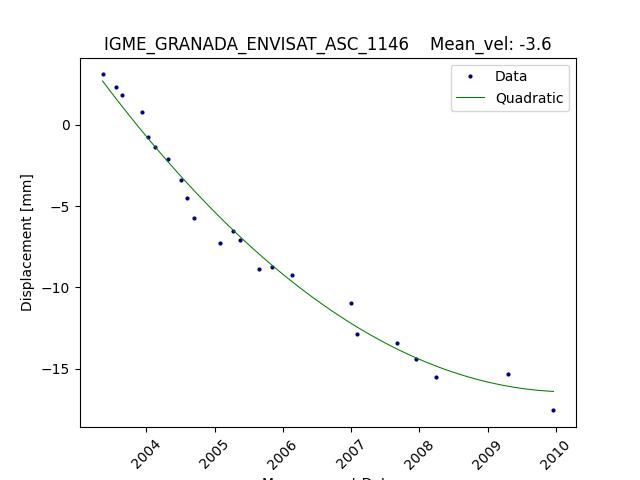 IGME_GRANADA_ENVISAT_ASC_1146 Mean_vel: -3.6
Data
Quadratic
Displacement [mm]
0
−5
−10
−15
2004
2005
2006
2007
2008
2009
2010